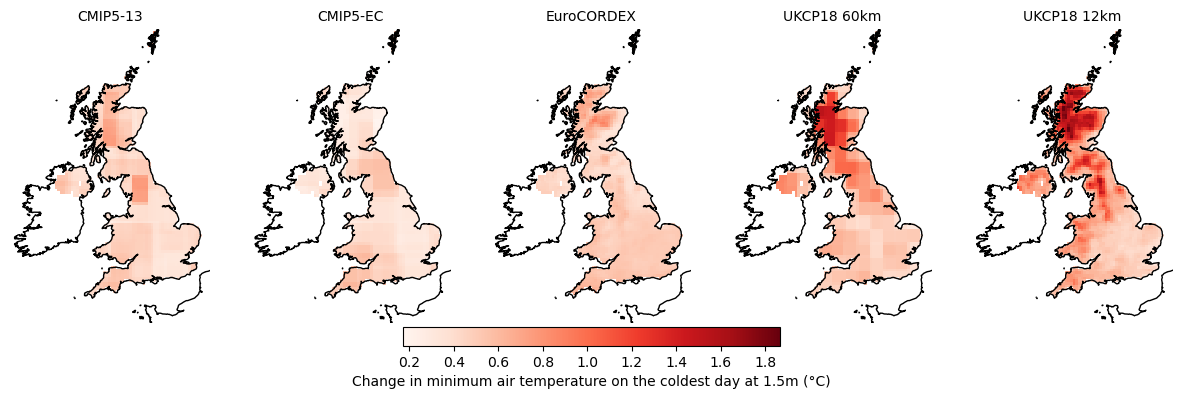 CMIP5-13
CMIP5-EC
EuroCORDEX
UKCP18 60km
UKCP18 12km
0.2 0.4 0.6 0.8 1.0 1.2 1.4 1.6 1.8
Change in minimum air temperature on the coldest day at 1.5m (°C)